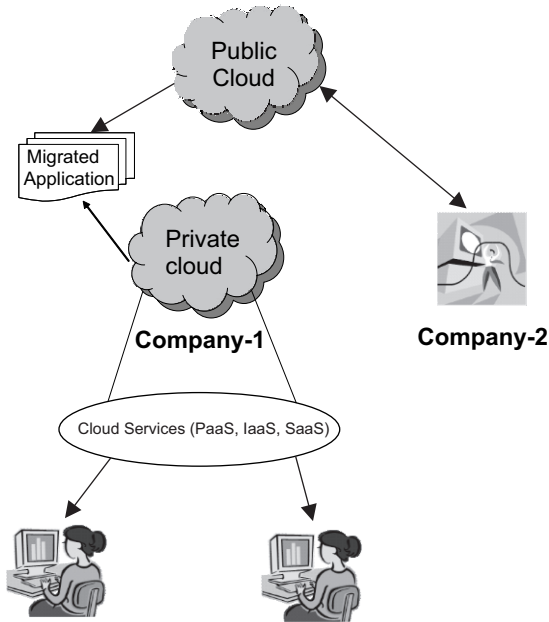 Public
Cloud
Migrated
Application
Private
cloud
Company-1
Company-2
Cloud Services (PaaS, IaaS, SaaS)